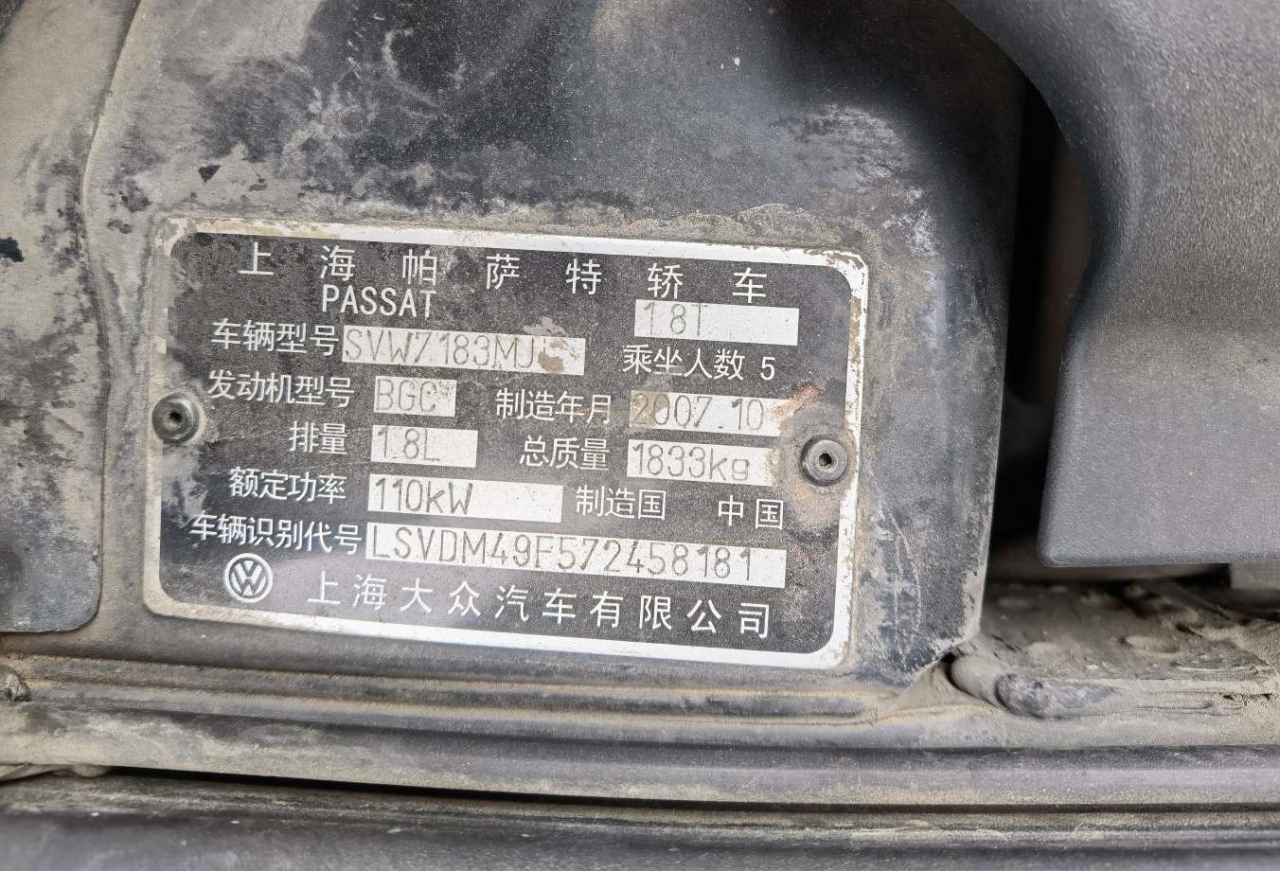 上海帕萨特轿车
PASSAT 1.8T
车辆型号 SVW7183MJ 乘坐人数 5
发动机型号 BGC 制造年月 2007.10
排量 1.8L 总质量 1833kg
额定功率 110kW 制造国 中国
车辆识别代号 LSVDM49F572458181
上海大众汽车有限公司